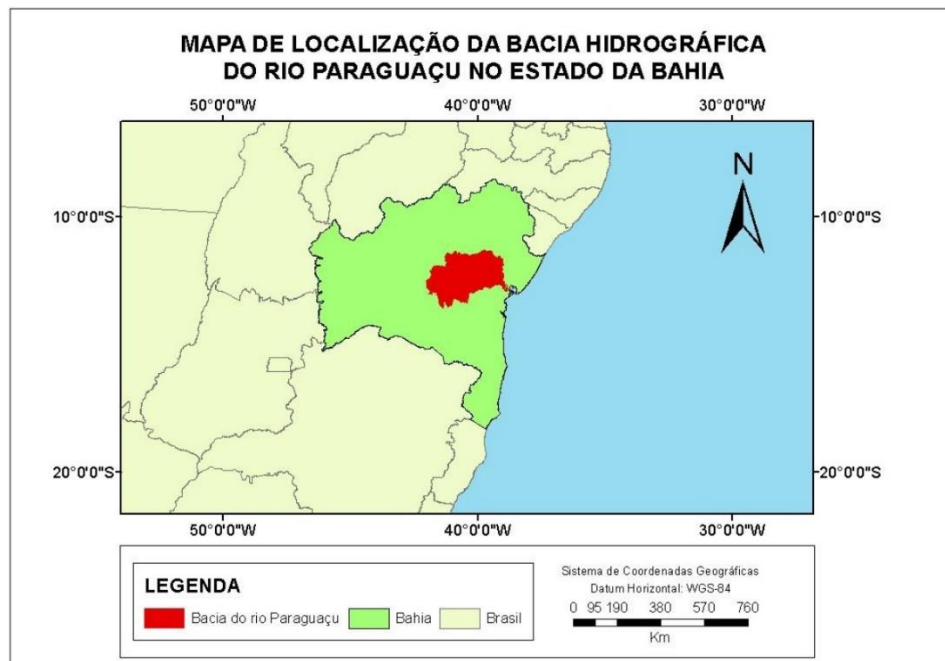 MAPA DE LOCALIZAÇÃO DA BACIA HIDROGRÁFICA
DO RIO PARAGUAÇU NO ESTADO DA BAHIA
50°0'0"W 40°0'0"W 30°0'0"W
N
10°0'0"S 10°0'0"S
20°0'0"S 20°0'0"S
50°0'0"W 40°0'0"W 30°0'0"W
LEGENDA
Bacia do rio Paraguaçu Bahia Brasil
Sistema de Coordenadas Geográficas
Datum Horizontal: WGS-84
0 95 190 380 570 760
Km